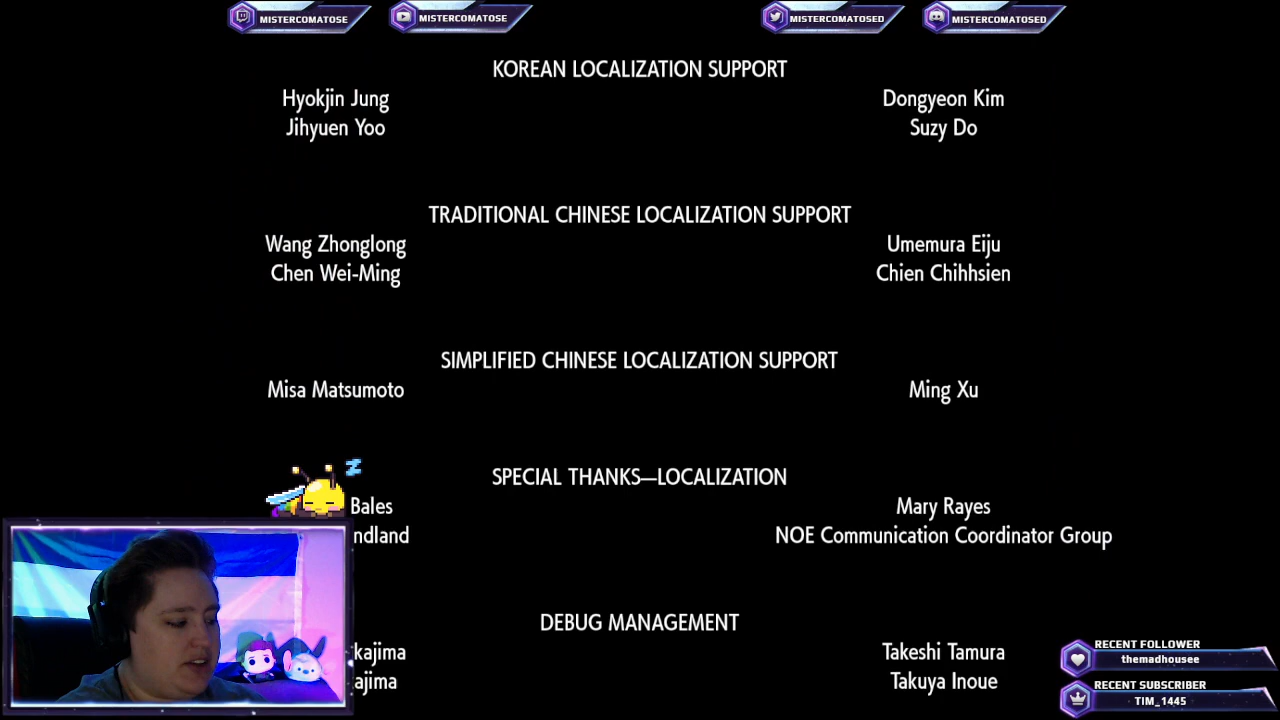 MISTERCOMATOSE
MISTERCOMATOSE
MISTERCOMATOSED
MISTERCOMATOSED
KOREAN LOCALIZATION SUPPORT
Hyokjin Jung
Dongyeon Kim
Jihyuen Yoo
Suzy Do
TRADITIONAL CHINESE LOCALIZATION SUPPORT
Wang Zhonglong
Umemura Eiju
Chen Wei-Ming
Chien Chihhsien
SIMPLIFIED CHINESE LOCALIZATION SUPPORT
Misa Matsumoto
Ming Xu
Z
SPECIAL THANKS—LOCALIZATION
Bales
Mary Rayes
ndland
NOE Communication Coordinator Group
DEBUG MANAGEMENT
kajima
Takeshi Tamura
ajima
Takuya Inoue
RECENT FOLLOWER
themadhousee
RECENT SUBSCRIBER
TIM_1445